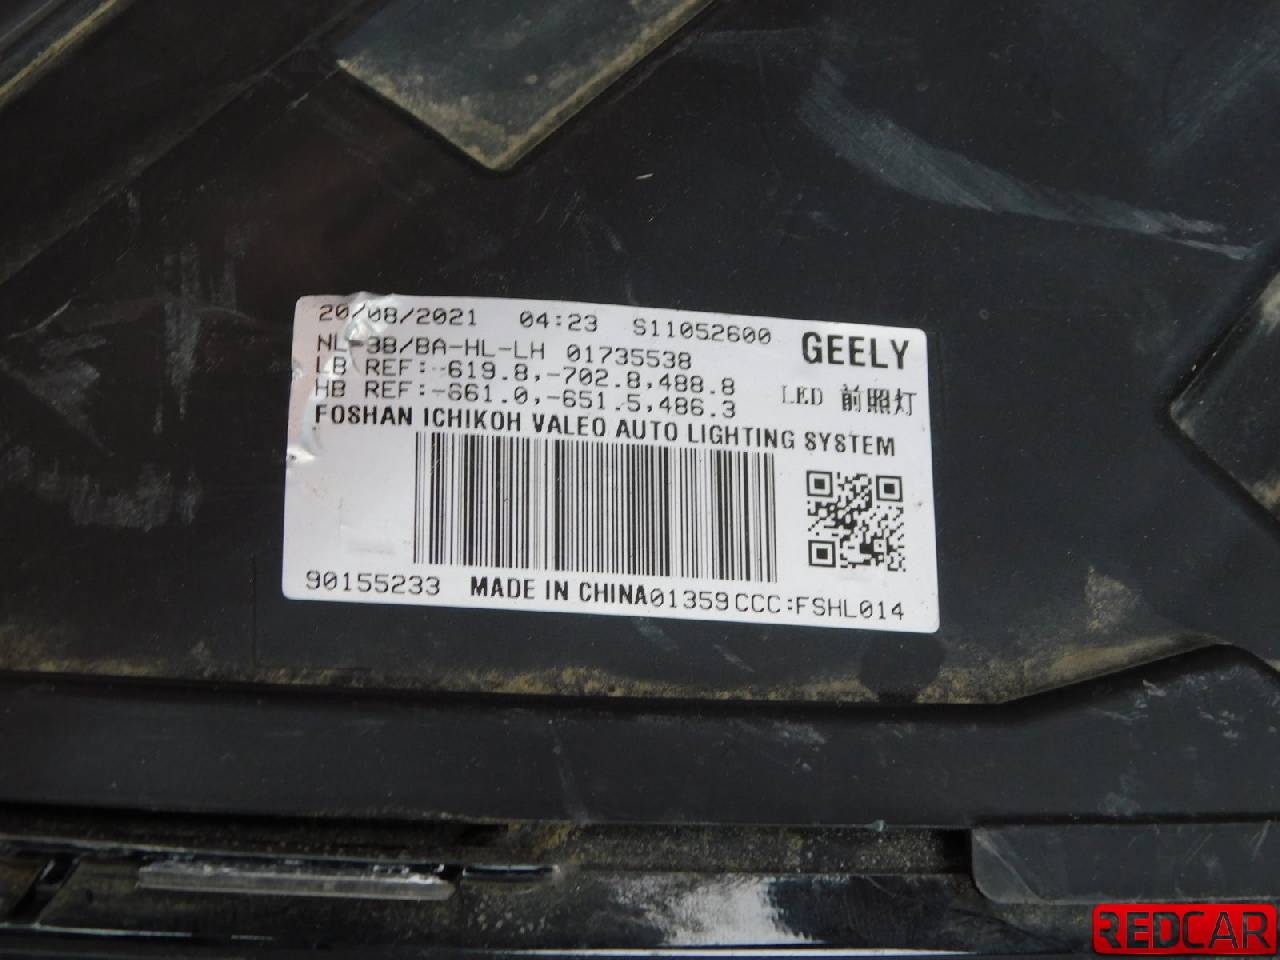 20/08/2021 04:23 S11052600 GEELY
NL-3B/BA-HL-LH 01735538
LB REF:-619.8,-702.8,488.8 LED 前照灯
HB REF:-661.0,-651.5,486.3
FOSHAN ICHIKOH VALEO AUTO LIGHTING SYSTEM
90155233 MADE IN CHINA 01359 CCC:FSHL014
REDCAR